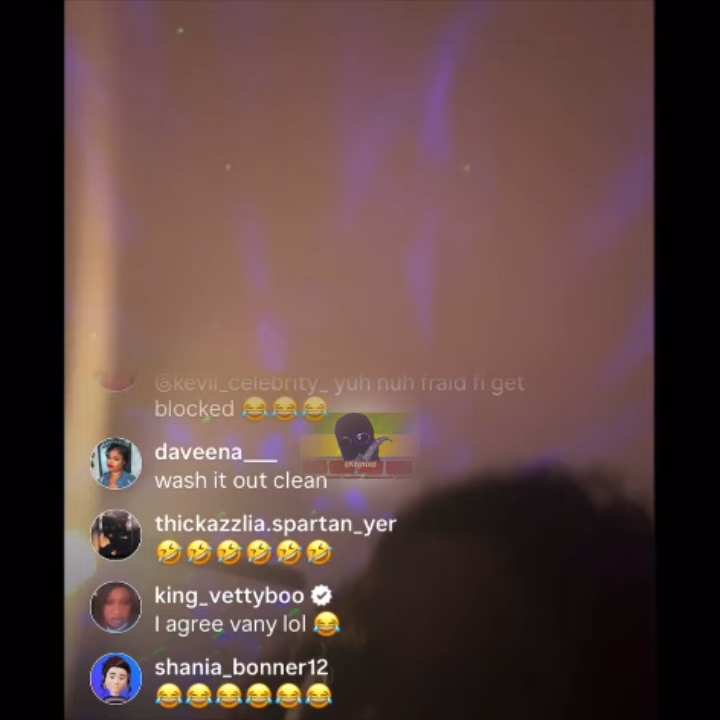 @kevii_celebrity_ yuh nuh fraid fi get
blocked 😂😂😂
daveena___
wash it out clean
thickazzlia.spartan_yer
🤣🤣🤣🤣🤣🤣
king_vettyboo
I agree vany lol 😂
shania_bonner12
😂😂😂😂😂😂